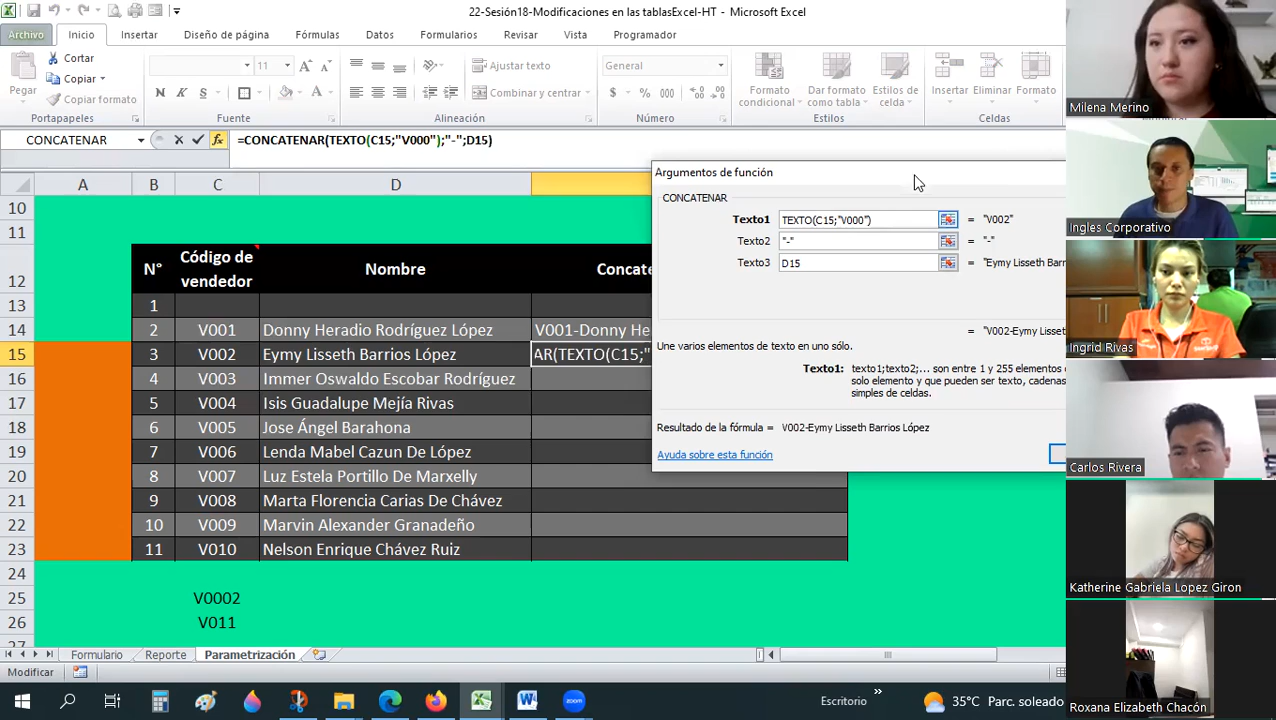 22-Sesión18-Modificaciones en las tablasExcel-HT - Microsoft Excel
Archivo Inicio Insertar Diseño de página Fórmulas Datos Formularios Revisar Vista Programador
Pegar
Cortar
Copiar
Copiar formato
Portapapeles
11
N K S
Fuente
Ajustar texto
Combinar y centrar
Alineación
General
$ % 000
Número
Formato condicional
Dar formato como tabla
Estilos de celda
Estilos
Insertar Eliminar Formato
Celdas
CONCATENAR
=CONCATENAR(TEXTO(C15;"V000");"-";D15)
A B C D
10
11
12 N° Código de vendedor Nombre Concate
13 1
14 2 V001 Donny Heradio Rodríguez López V001-Donny He
15 3 V002 Eymy Lisseth Barrios López AR(TEXTO(C15;"
16 4 V003 Immer Oswaldo Escobar Rodríguez
17 5 V004 Isis Guadalupe Mejía Rivas
18 6 V005 Jose Ángel Barahona
19 7 V006 Lenda Mabel Cazun De López
20 8 V007 Luz Estela Portillo De Marxelly
21 9 V008 Marta Florencia Carias De Chávez
22 10 V009 Marvin Alexander Granadeño
23 11 V010 Nelson Enrique Chávez Ruiz
24
25 V0002
26 V011
27
Argumentos de función
CONCATENAR
Texto1 TEXTO(C15;"V000") = "V002"
Texto2 "-" = "-"
Texto3 D15 = "Eymy Lisseth Barr
= "V002-Eymy Lisset
Une varios elementos de texto en uno sólo.
Texto1: texto1;texto2;... son entre 1 y 255 elementos
solo elemento y que pueden ser texto, cadenas
simples de celdas.
Resultado de la fórmula = V002-Eymy Lisseth Barrios López
Ayuda sobre esta función
Formulario Reporte Parametrización
Modificar
Escritorio
35°C Parc. soleado
zoom
Milena Merino
Ingles Corporativo
Ingrid Rivas
Carlos Rivera
Katherine Gabriela Lopez Giron
Roxana Elizabeth Chacón